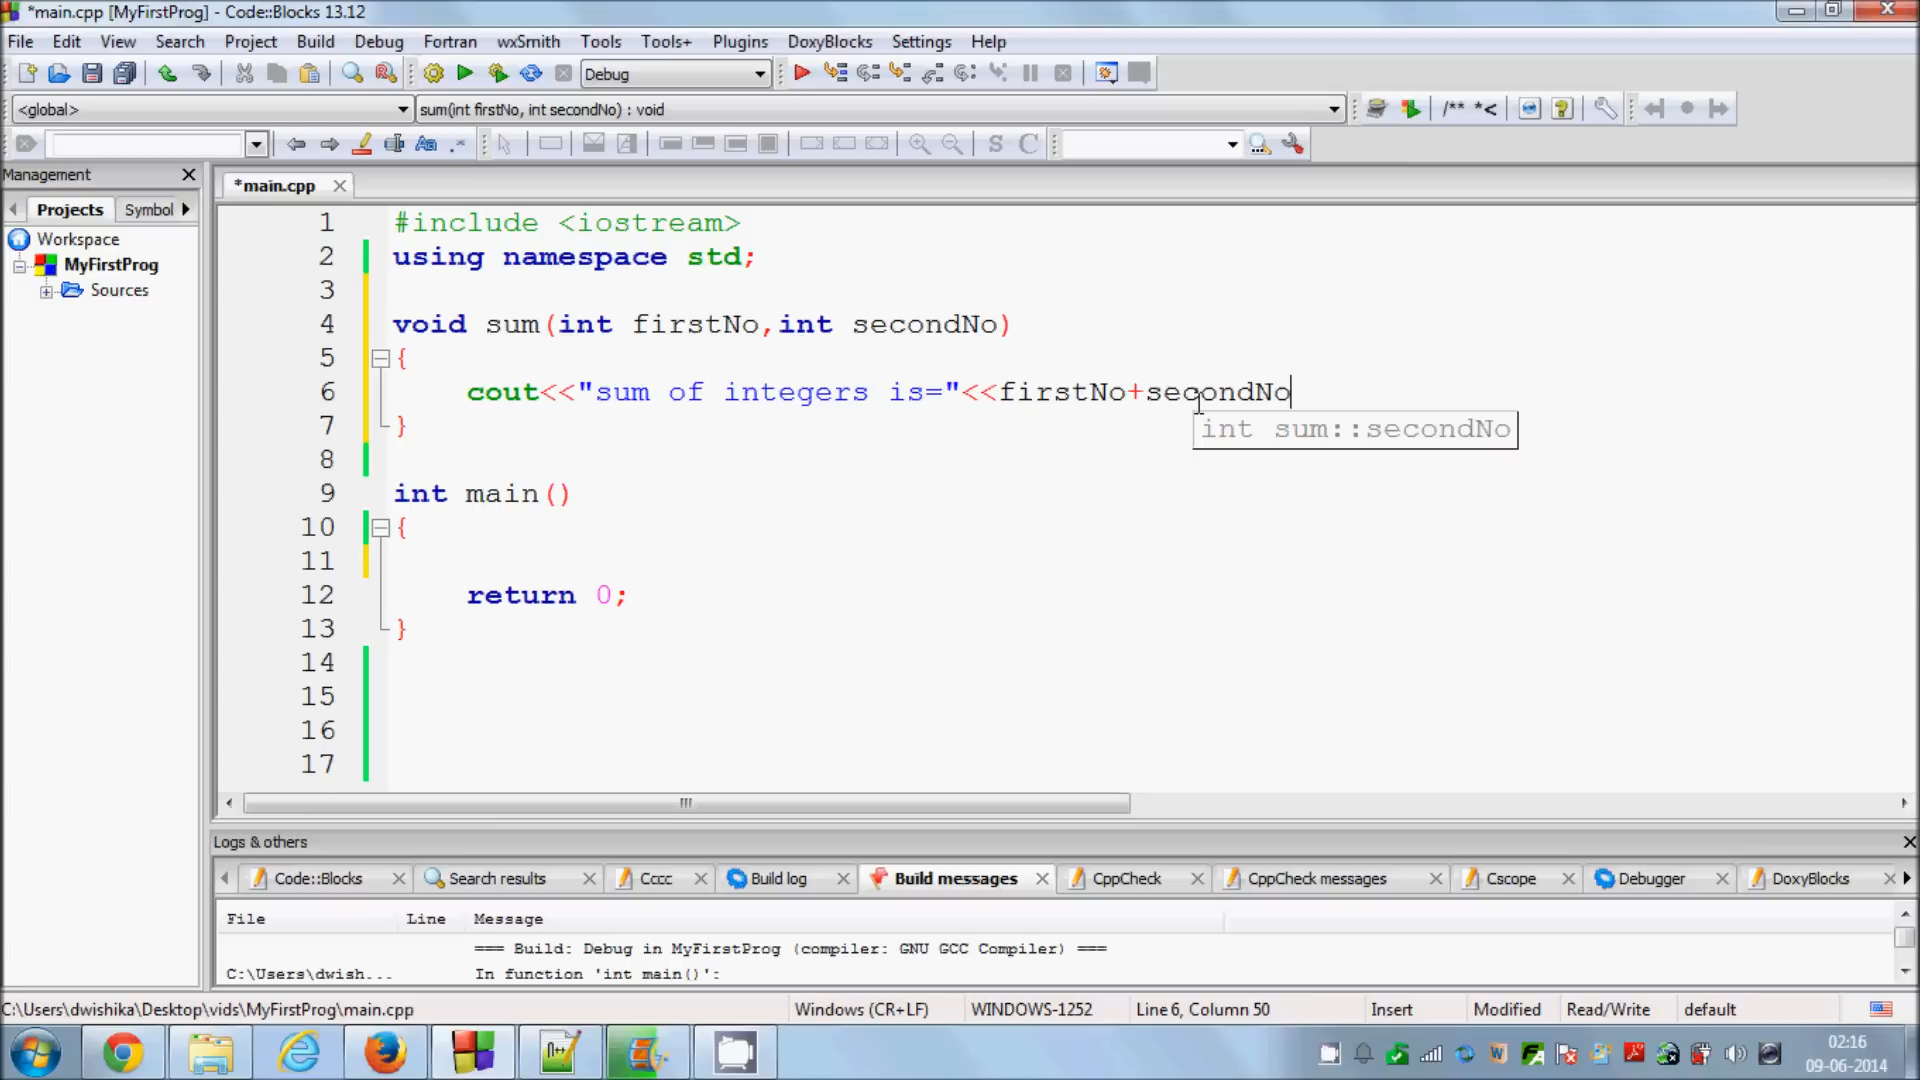 *main.cpp [MyFirstProg] - Code::Blocks 13.12
File Edit View Search Project Build Debug Fortran wxSmith Tools Tools+ Plugins DoxyBlocks Settings Help
Debug
<global> sum(int firstNo, int secondNo) : void /** *<
S C
Management
*main.cpp
Projects Symbol
Workspace
MyFirstProg
Sources
1 #include <iostream>
2 using namespace std;
3
4 void sum(int firstNo,int secondNo)
5 {
6 cout<<"sum of integers is="<<firstNo+secondNo
int sum::secondNo
7 }
8
9 int main()
10 {
11
12 return 0;
13 }
14
15
16
17
Logs & others
Code::Blocks Search results Cccc Build log Build messages CppCheck CppCheck messages Cscope Debugger DoxyBlocks
File Line Message
=== Build: Debug in MyFirstProg (compiler: GNU GCC Compiler) ===
C:\Users\dwish... In function 'int main()':
C:\Users\dwishika\Desktop\vids\MyFirstProg\main.cpp Windows (CR+LF) WINDOWS-1252 Line 6, Column 50 Insert Modified Read/Write default
02:16
09-06-2014